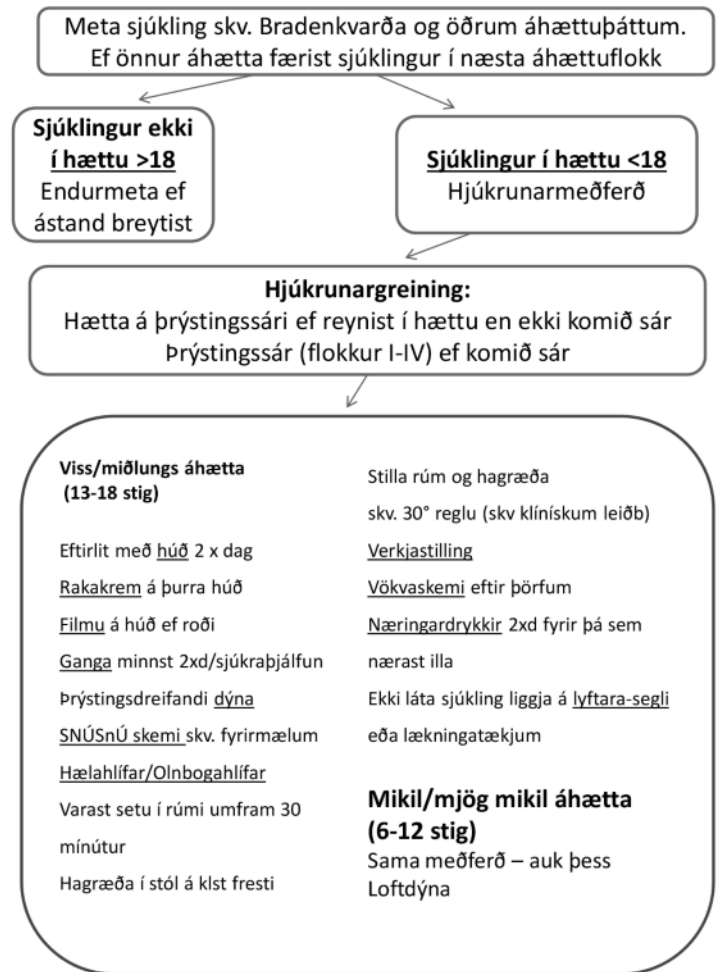 Meta sjúkling skv. Bradenkvarða og öðrum áhættuþáttum.
Ef önnur áhætta færist sjúklingur í næsta áhættuflokk
Sjúklingur ekki
í hættu >18
Endurmeta ef
ástand breytist
Sjúklingur í hættu <18
Hjúkrunarmeðferð
Hjúkrunargreining:
Hætta á þrýstingssári ef reynist í hættu en ekki komið sár
Þrýstingssár (flokkur I-IV) ef komið sár
Viss/miðlungs áhætta
(13-18 stig)
Eftirlit með húð 2 x dag
Rakakrem á þurra húð
Filmu á húð ef roði
Ganga minnst 2xd/sjúkraþjálfun
Þrýstingsdreifandi dýna
SNÚSnÚ skemi skv. fyrirmælum
Hælahlífar/Olnbogahlífar
Varast setu í rúmi umfram 30
mínútur
Hagræða í stól á klst fresti
Stilla rúm og hagræða
skv. 30° reglu (skv klínískum leiðb)
Verkjastilling
Vökvaskemi eftir þörfum
Næringardrykkir 2xd fyrir þá sem
nærast illa
Ekki láta sjúkling liggja á lyftara-segli
eða lækningatækjum
Mikil/mjög mikil áhætta
(6-12 stig)
Sama meðferð – auk þess
Loftdýna